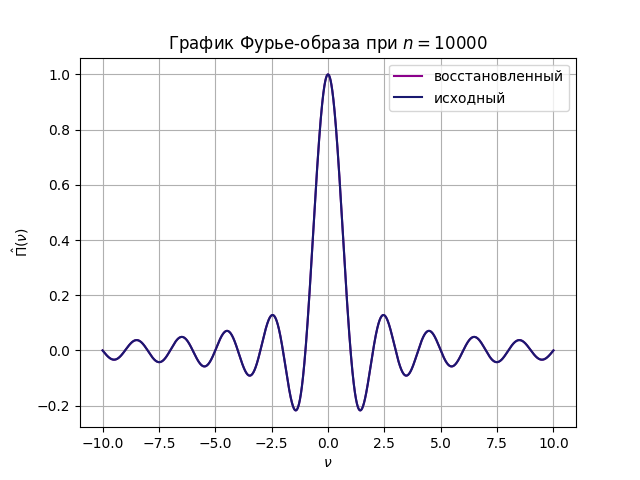 График Фурье-образа при n = 10000
восстановленный
исходный
1.0
0.8
0.6
0.4
0.2
0.0
−0.2
Π̂(ν)
−10.0 −7.5 −5.0 −2.5 0.0 2.5 5.0 7.5 10.0
ν